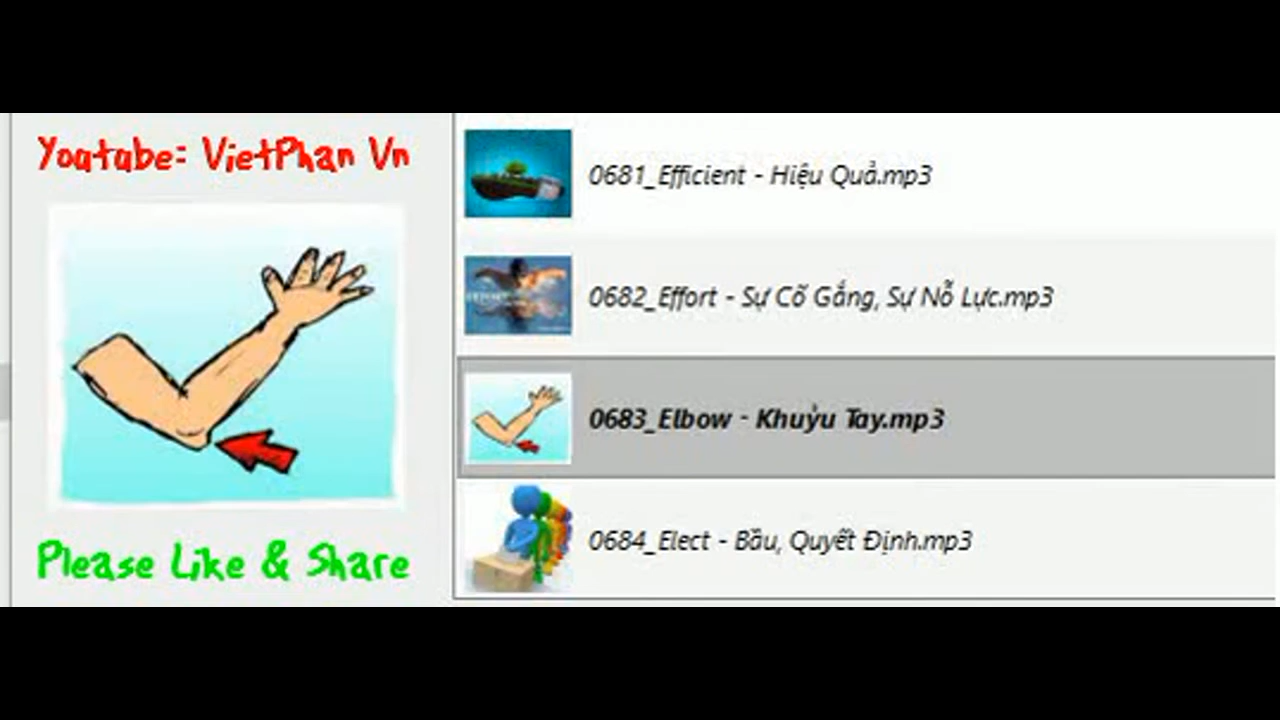 Youtube: VietPhan Vn
Please Like & Share
0681_Efficient - Hiệu Quả.mp3
0682_Effort - Sự Cố Gắng, Sự Nỗ Lực.mp3
0683_Elbow - Khuỷu Tay.mp3
0684_Elect - Bầu, Quyết Định.mp3